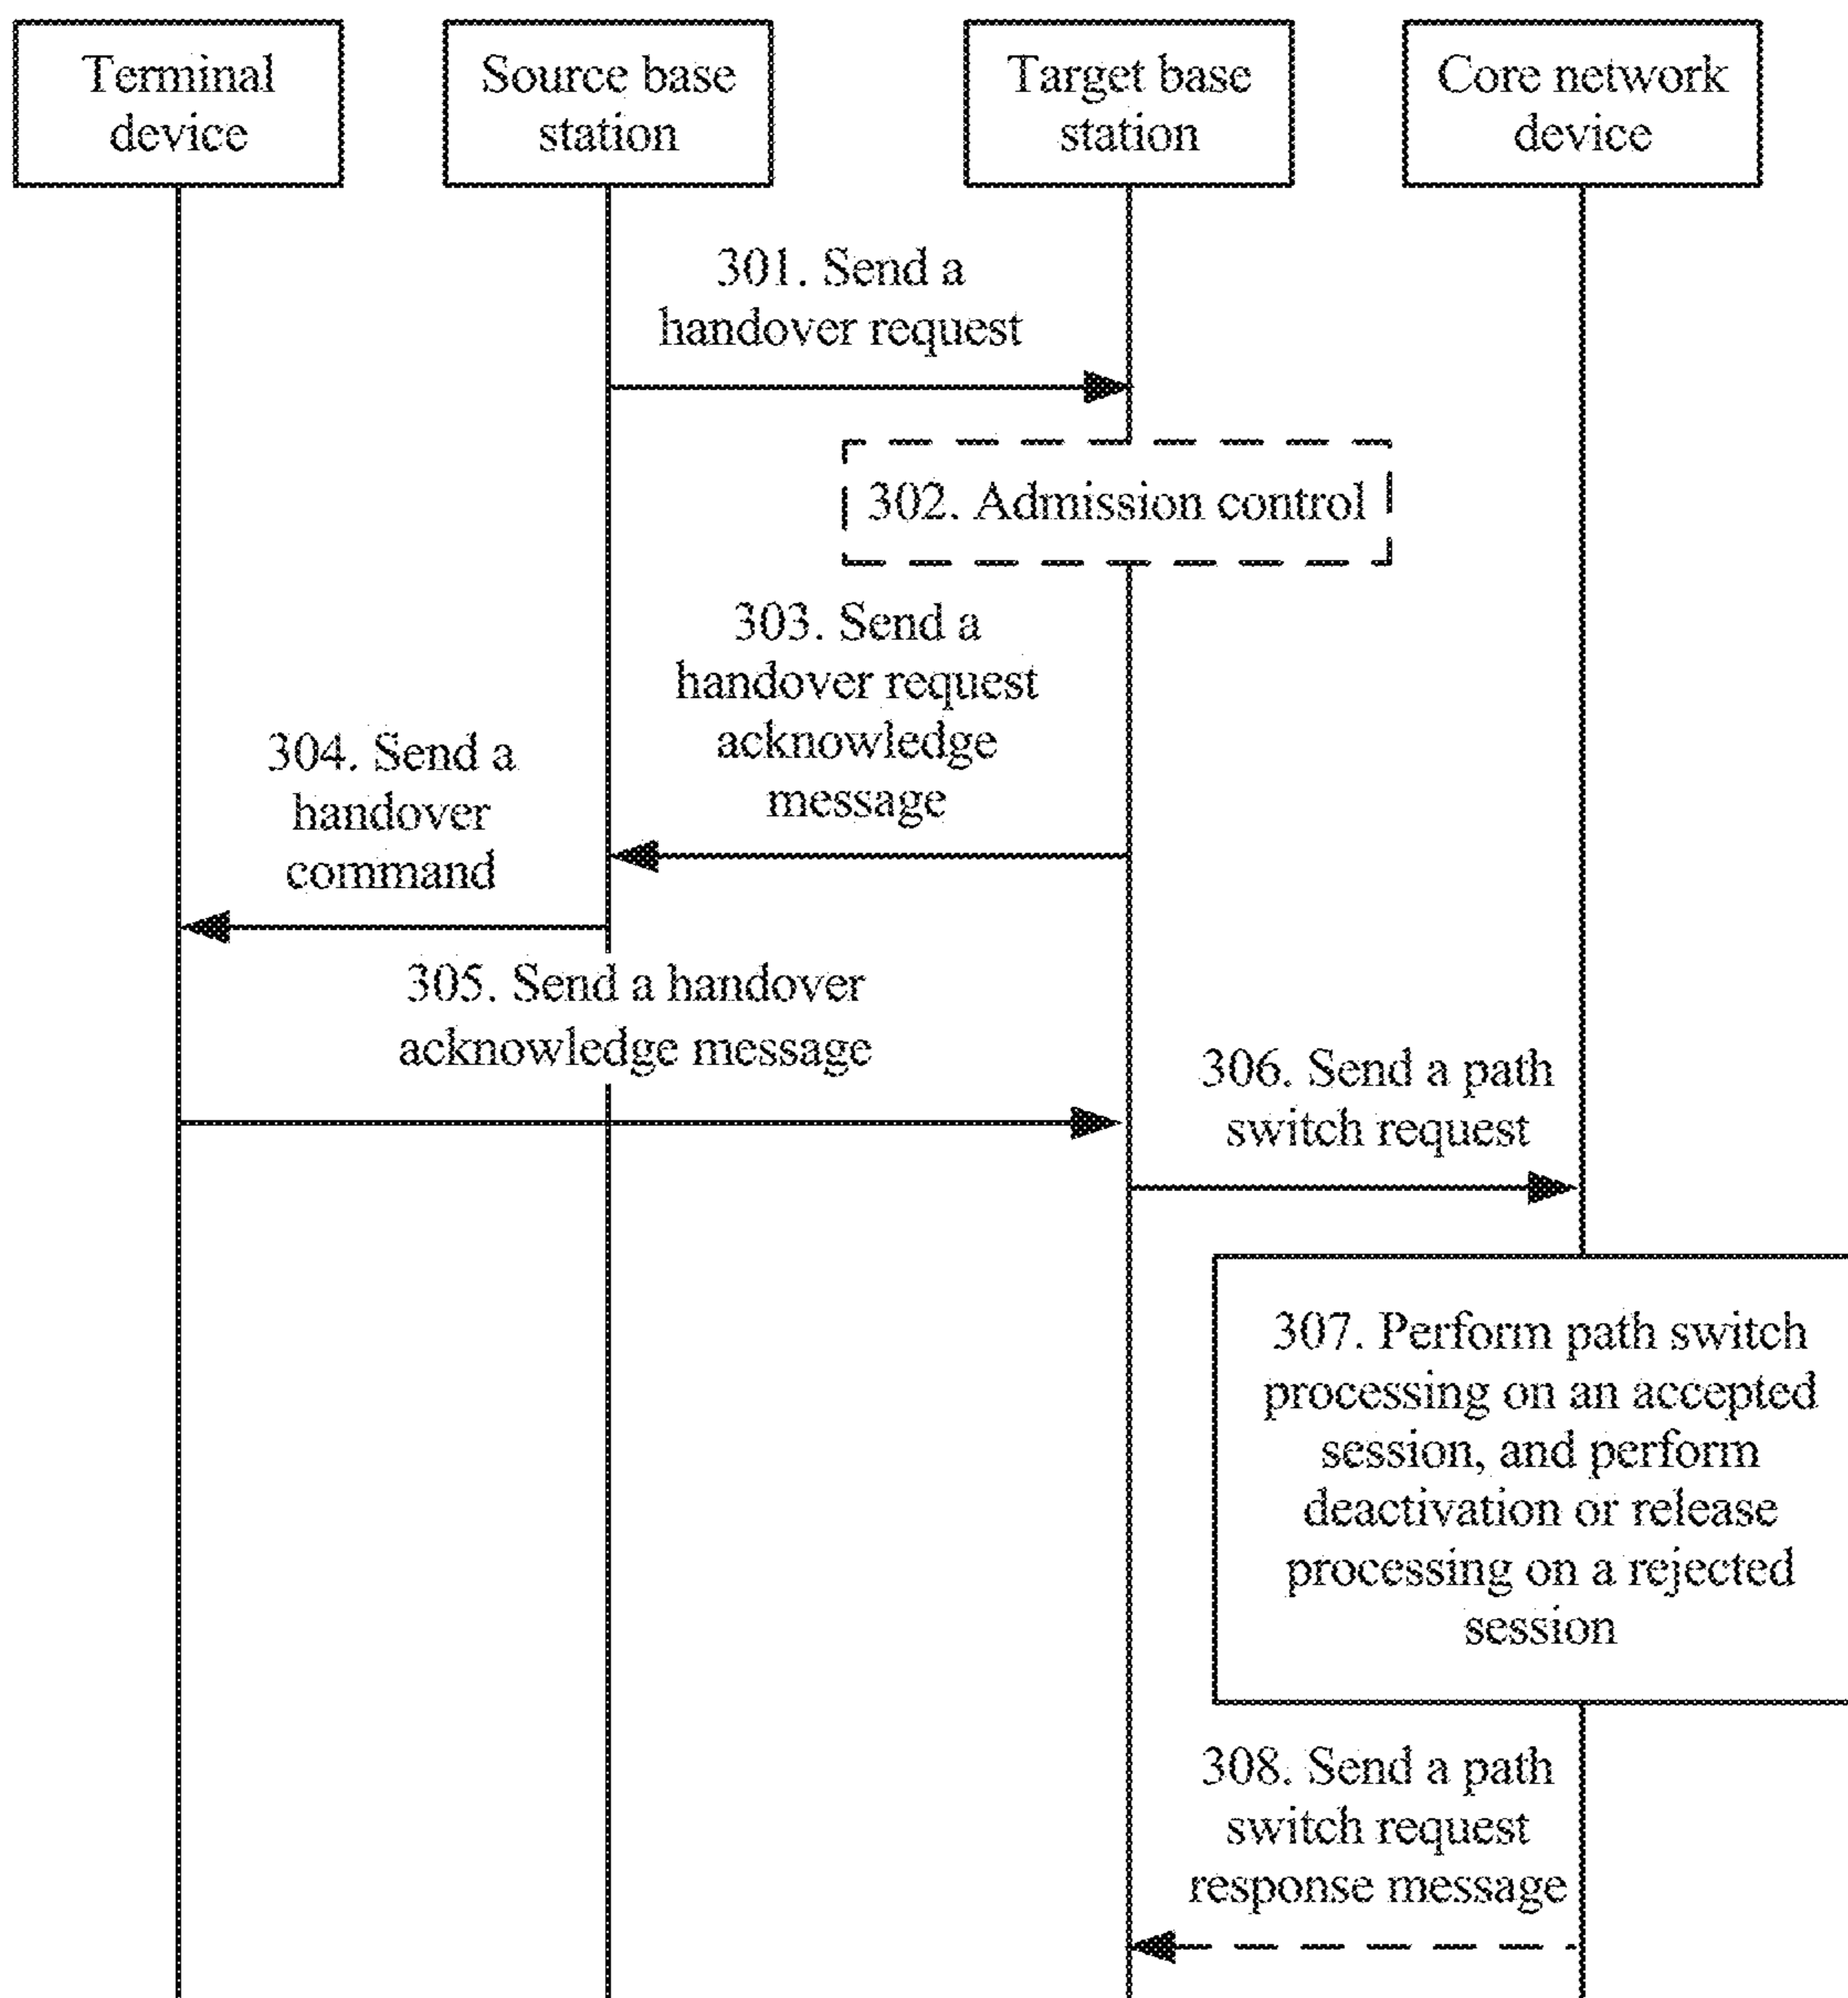 Terminal
device
Source base
station
Target base
station
Core network
device
301. Send a
handover request
302. Admission control
303. Send a
handover request
acknowledge
message
304. Send a
handover
command
305. Send a handover
acknowledge message
306. Send a path
switch request
307. Perform path switch
processing on an accepted
session, and perform
deactivation or release
processing on a rejected
session
308. Send a path
switch request
response message